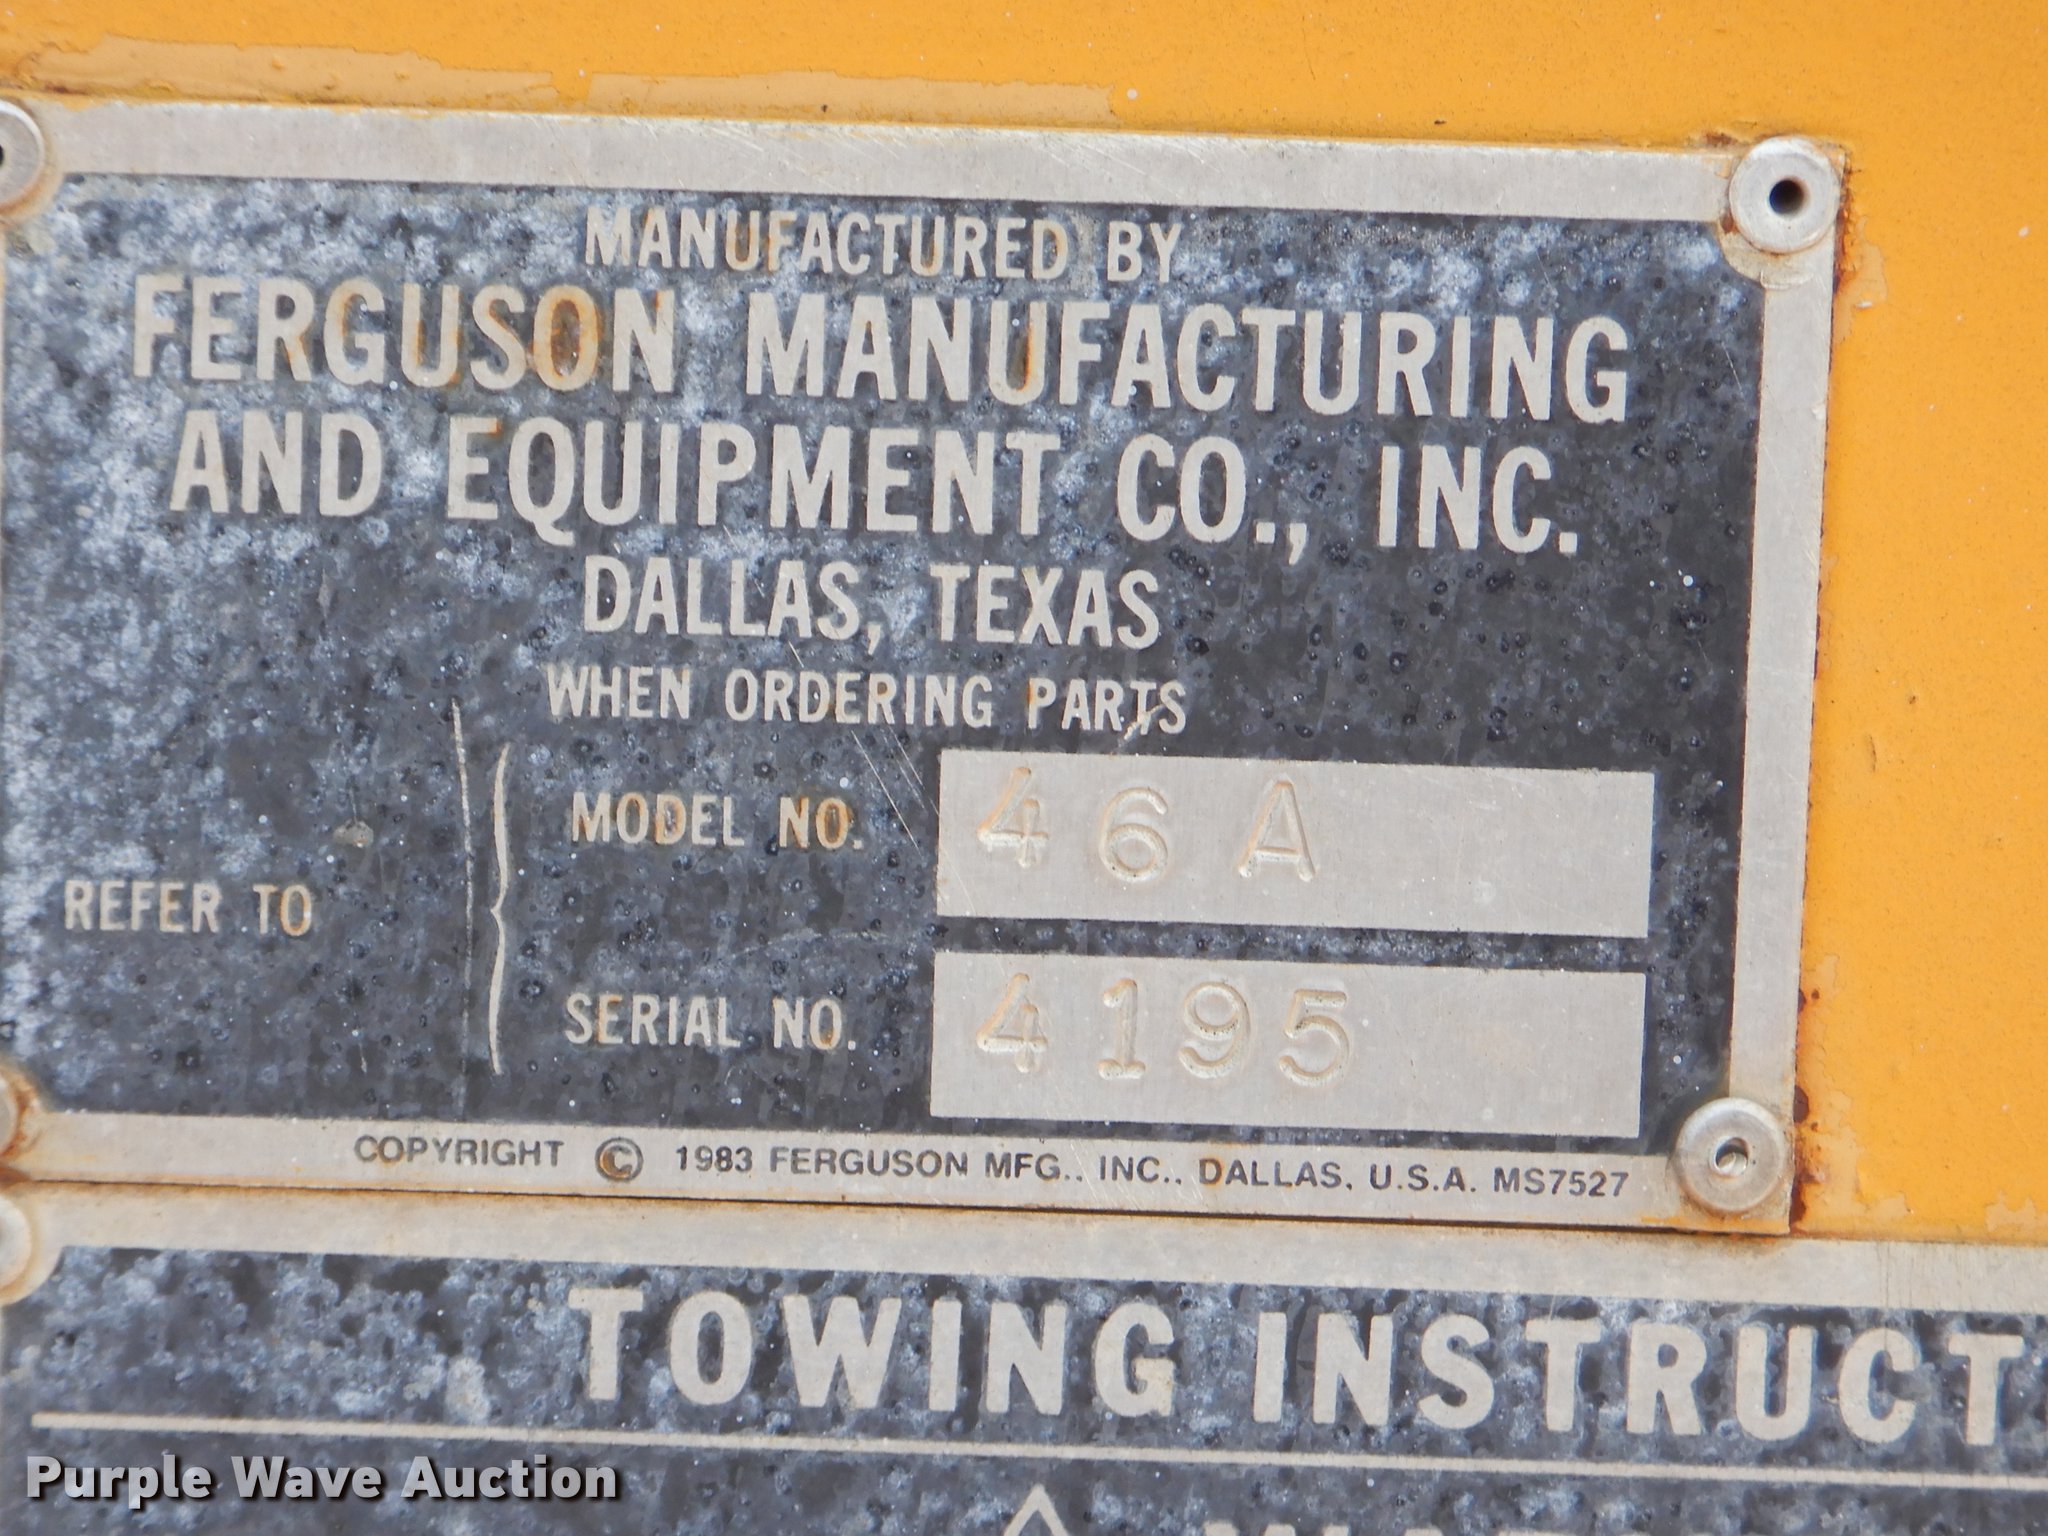 MANUFACTURED BY
FERGUSON MANUFACTURING
AND EQUIPMENT CO., INC.
DALLAS, TEXAS
WHEN ORDERING PARTS
REFER TO
MODEL NO. 46A
SERIAL NO. 4195
COPYRIGHT © 1983 FERGUSON MFG., INC., DALLAS, U.S.A. MS7527
TOWING INSTRUCT
Purple Wave Auction